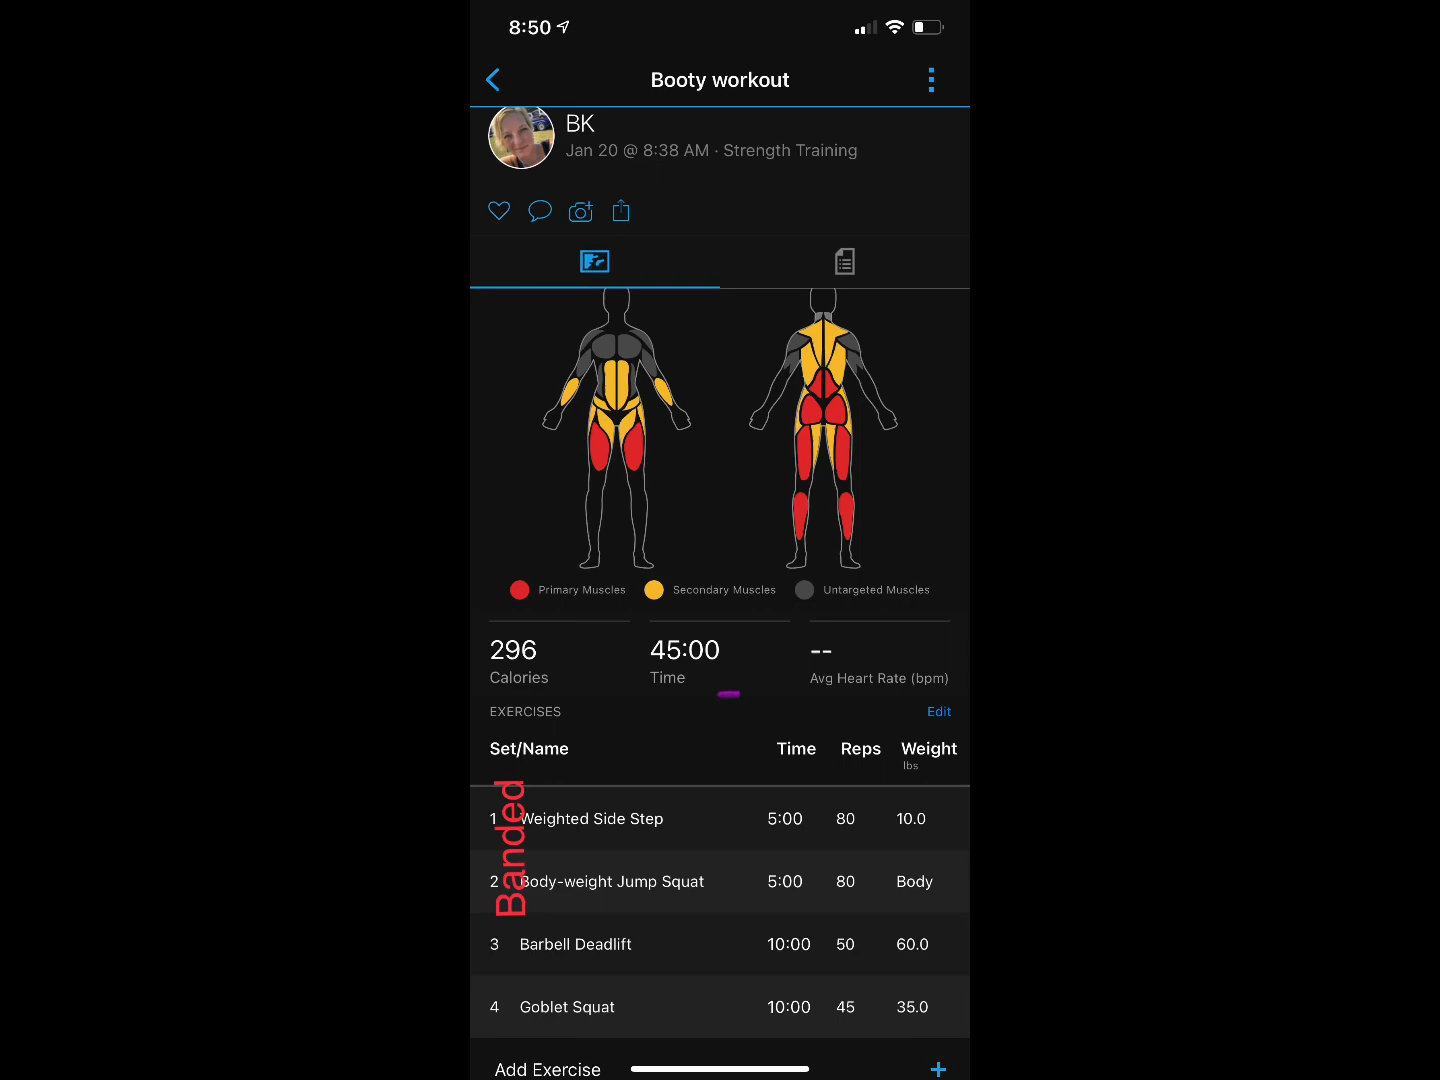 8:50
Booty workout
BK
Jan 20 @ 8:38 AM · Strength Training
Primary Muscles
Secondary Muscles
Untargeted Muscles
296
45:00
--
Calories
Time
Avg Heart Rate (bpm)
EXERCISES
Edit
Set/Name Time Reps Weight
lbs
Banded
1 Weighted Side Step 5:00 80 10.0
2 Body-weight Jump Squat 5:00 80 Body
3 Barbell Deadlift 10:00 50 60.0
4 Goblet Squat 10:00 45 35.0
Add Exercise +